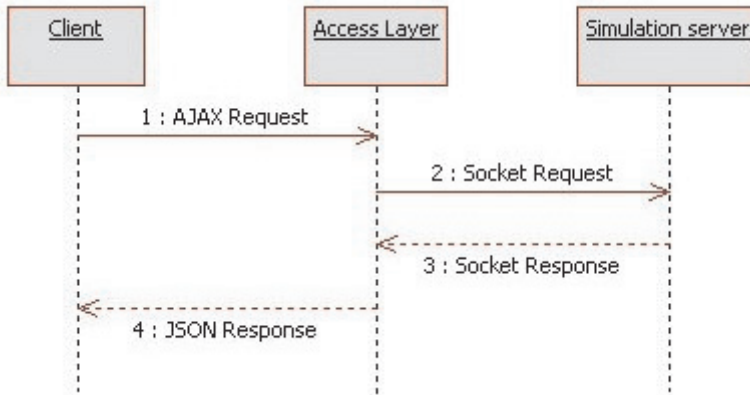 Client
Access Layer
Simulation server
1 : AJAX Request
2 : Socket Request
3 : Socket Response
4 : JSON Response